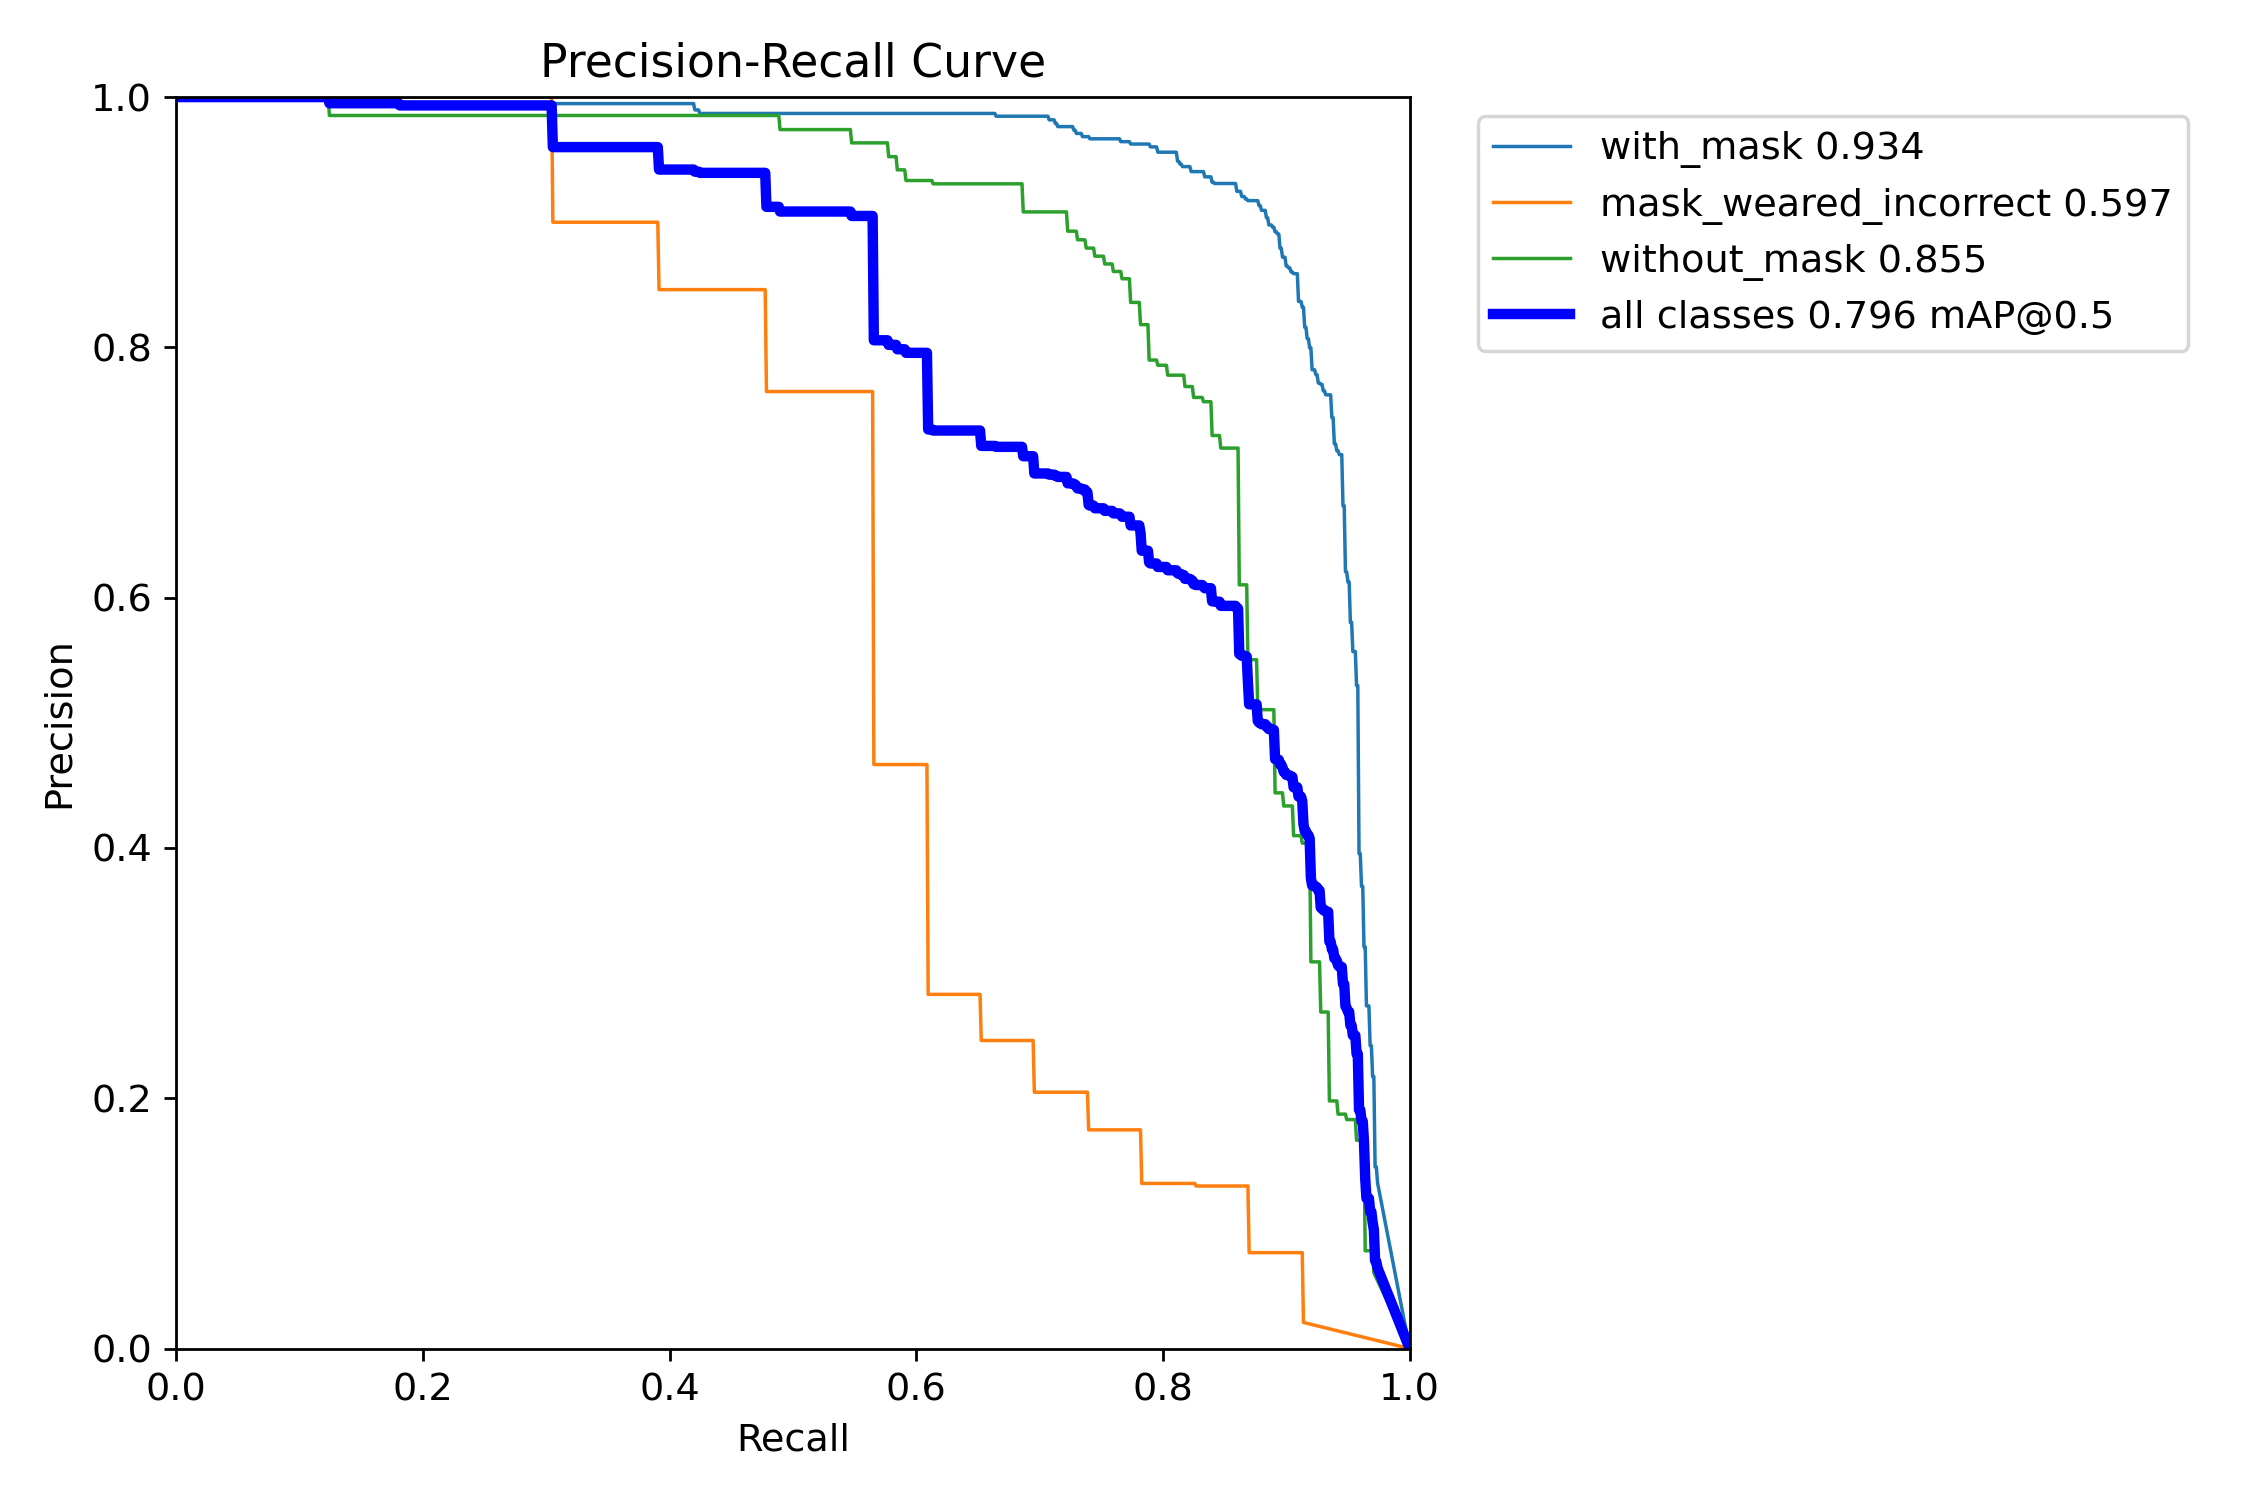 Precision-Recall Curve
with_mask 0.934
mask_weared_incorrect 0.597
without_mask 0.855
all classes 0.796 mAP@0.5
1.0
0.8
0.6
0.4
0.2
0.0
Precision
0.0 0.2 0.4 0.6 0.8 1.0
Recall